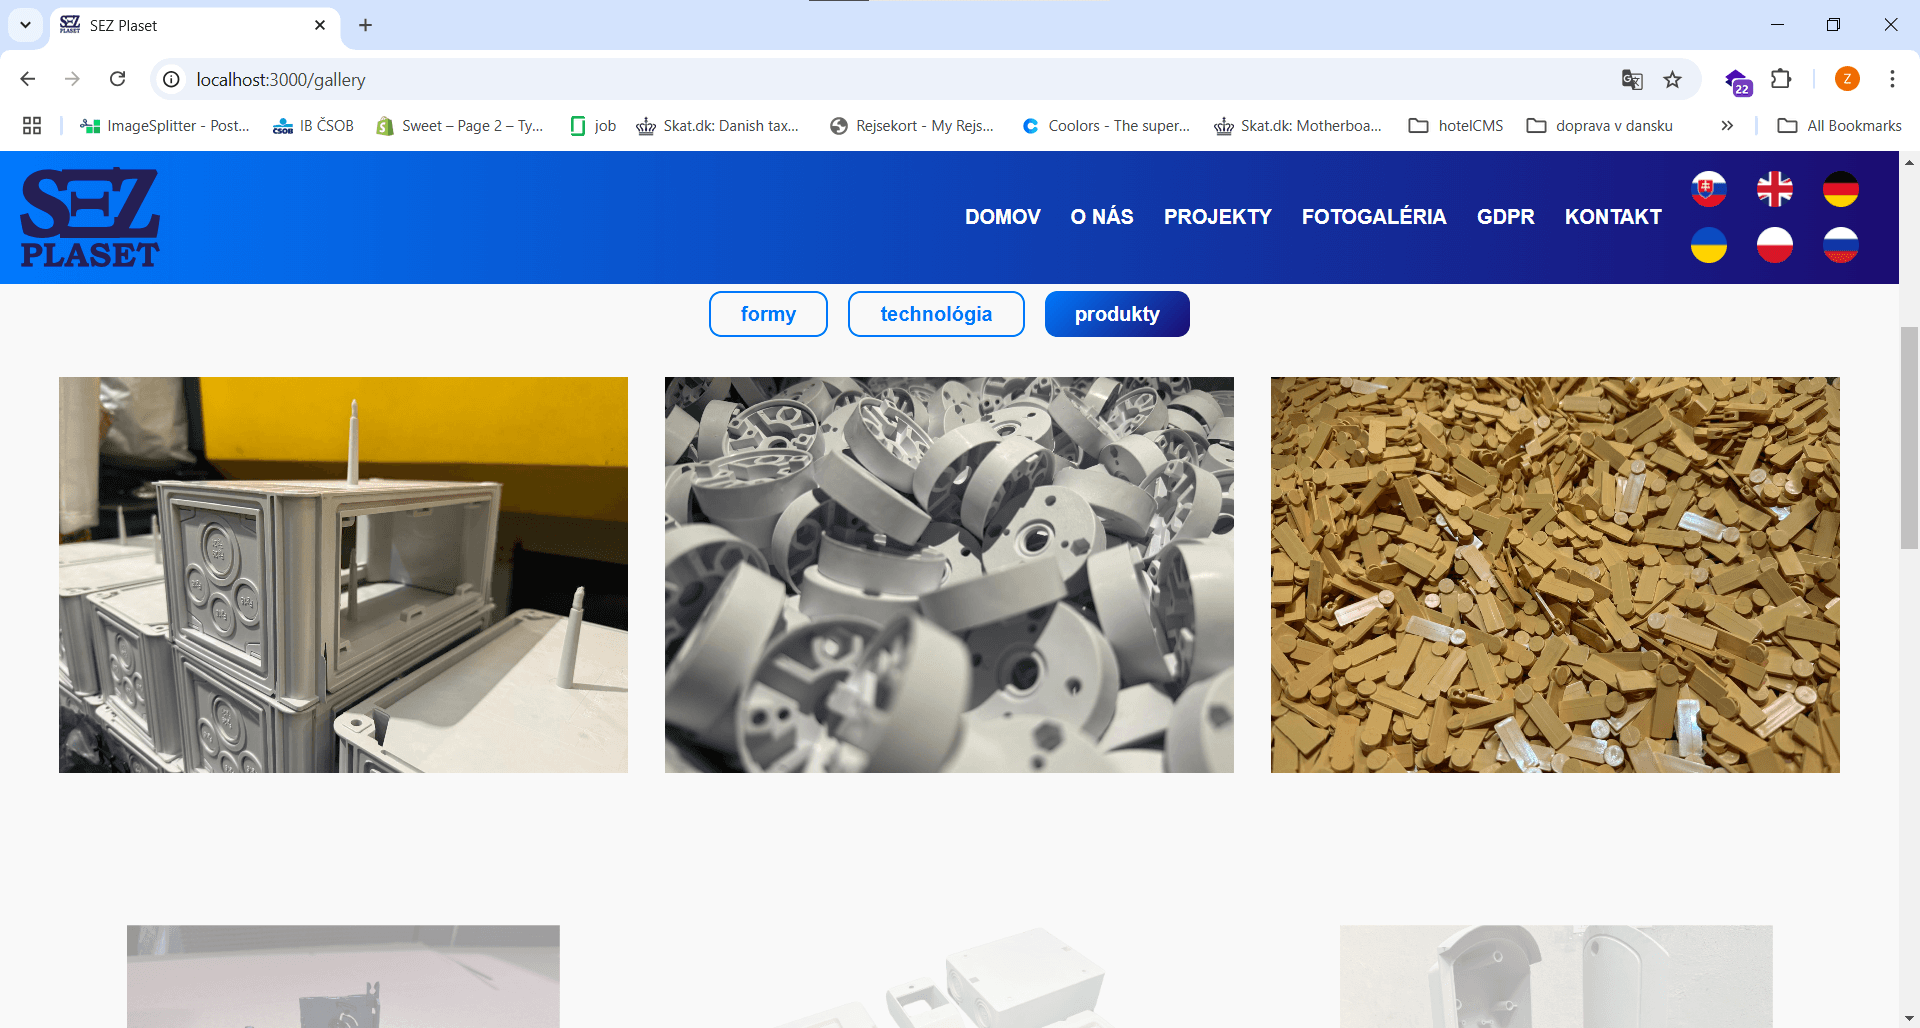 SEZ Plaset
localhost:3000/gallery
22
Z
ImageSplitter - Post...
IB ČSOB
Sweet – Page 2 – Ty...
job
Skat.dk: Danish tax...
Rejsekort - My Rejs...
Coolors - The super...
Skat.dk: Motherboa...
hotelCMS
doprava v dansku
All Bookmarks
SEZ
PLASET
DOMOV
O NÁS
PROJEKTY
FOTOGALÉRIA
GDPR
KONTAKT
formy
technológia
produkty